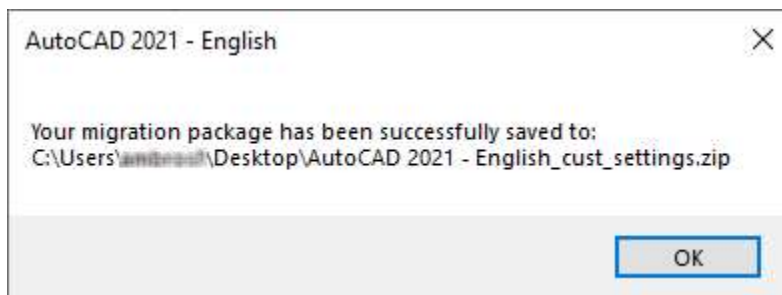 AutoCAD 2021 - English
Your migration package has been successfully saved to:
C:\Users\\Desktop\AutoCAD 2021 - English_cust_settings.zip
OK